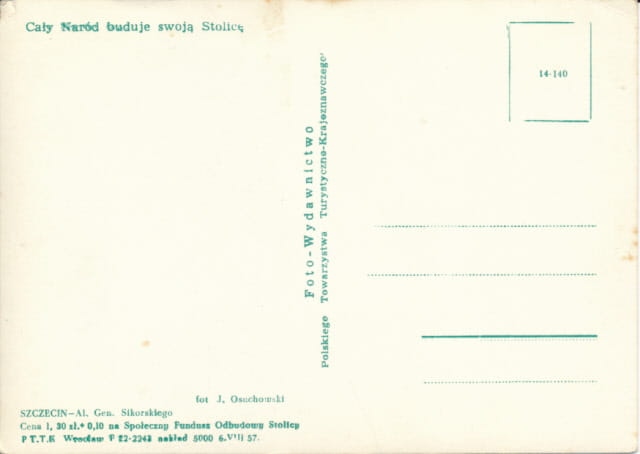 Cały Naród buduje swoją Stolicę
14-140
Foto-Wydawnictwo
Polskiego Towarzystwa Turystyczno-Krajoznawczego
fot J. Osuchowski
SZCZECIN—Al. Gen. Sikorskiego
Cena 1, 30 zł.+ 0,10 na Społeczny Fundusz Odbudowy Stolicy
P T.T.K Wrocław P 22-2243 nakład 5000 6.VIII 57.